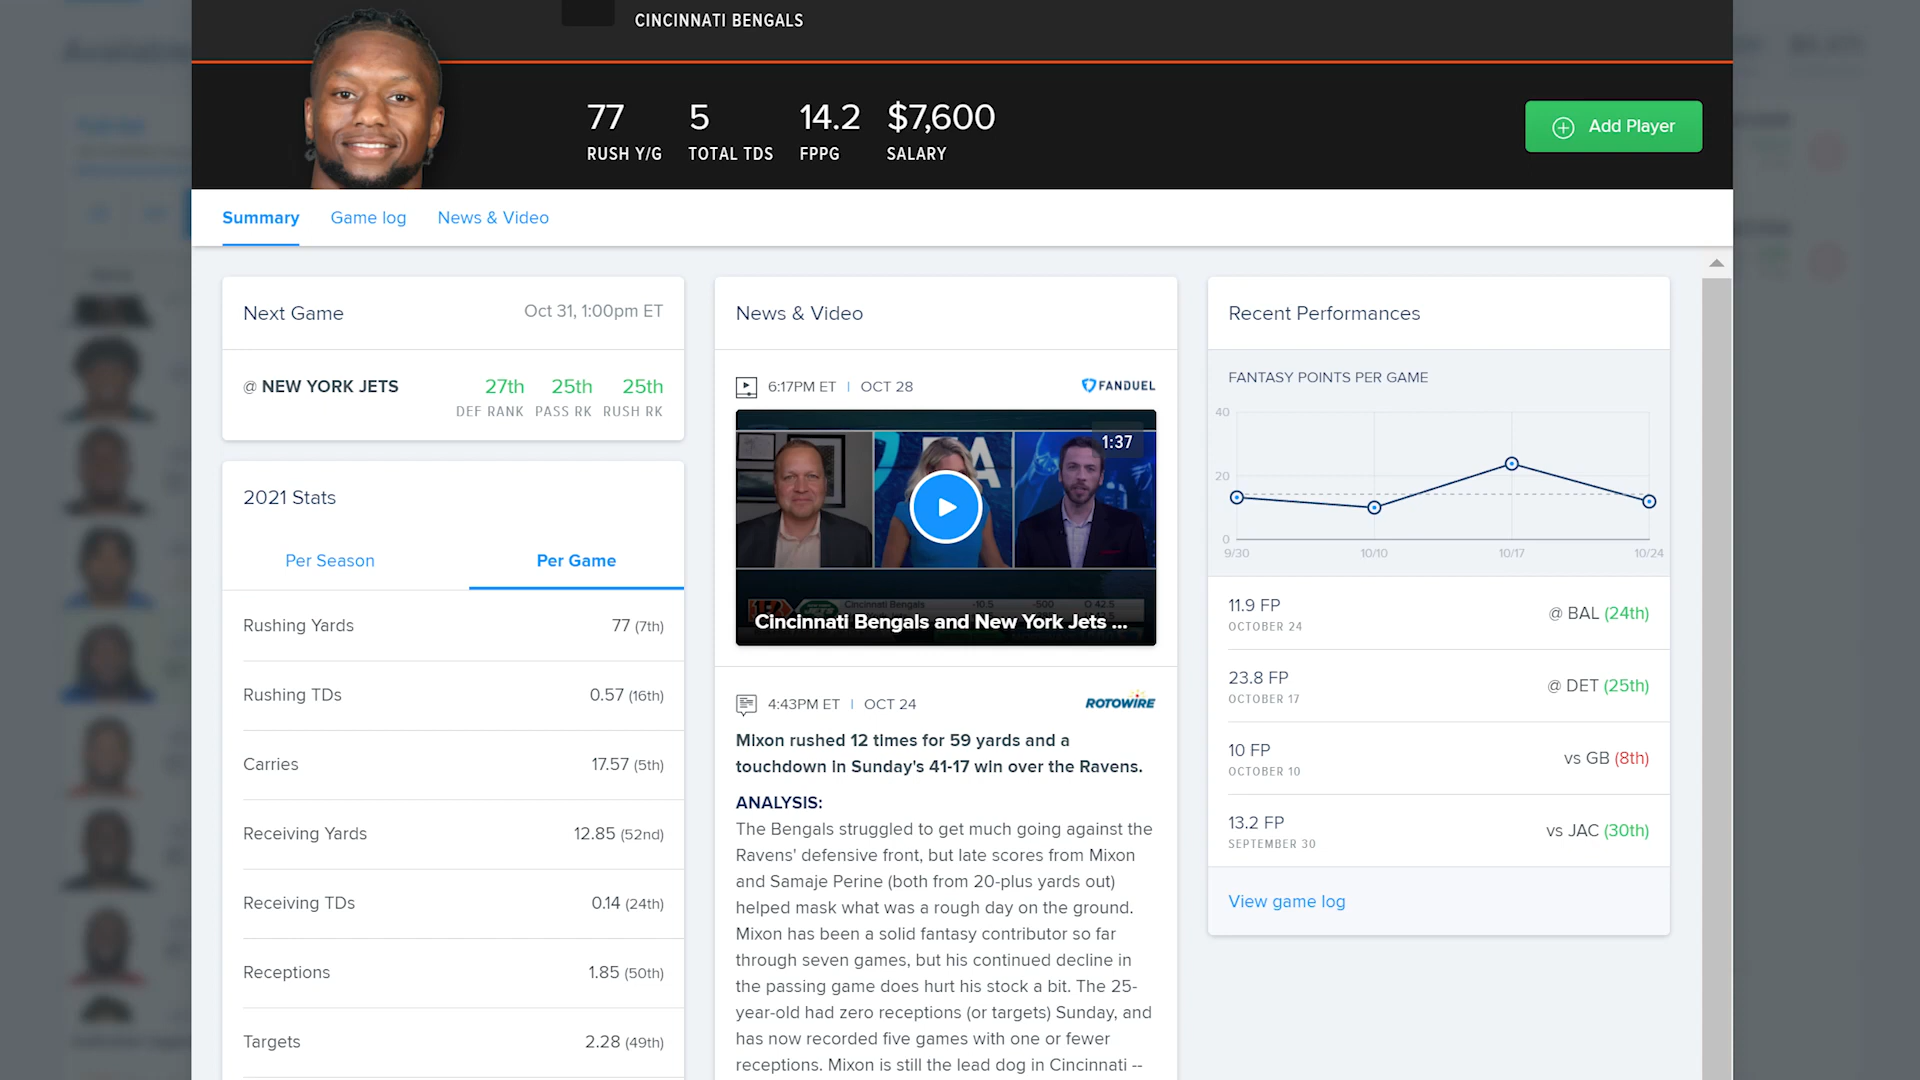 CINCINNATI BENGALS
77 5 14.2 $7,600
RUSH Y/G TOTAL TDS FPPG SALARY
Add Player
Summary Game log News & Video
Next Game Oct 31, 1:00pm ET
@ NEW YORK JETS 27th 25th 25th
DEF RANK PASS RK RUSH RK
2021 Stats
Per Season Per Game
Rushing Yards 77 (7th)
Rushing TDs 0.57 (16th)
Carries 17.57 (5th)
Receiving Yards 12.85 (52nd)
Receiving TDs 0.14 (24th)
Receptions 1.85 (50th)
Targets 2.28 (49th)
News & Video
6:17PM ET | OCT 28 FANDUEL
1:37
Cincinnati Bengals -10.5 -500 O 42.5
Cincinnati Bengals and New York Jets ...
4:43PM ET | OCT 24 ROTOWIRE
Mixon rushed 12 times for 59 yards and a
touchdown in Sunday's 41-17 win over the Ravens.
ANALYSIS:
The Bengals struggled to get much going against the
Ravens' defensive front, but late scores from Mixon
and Samaje Perine (both from 20-plus yards out)
helped mask what was a rough day on the ground.
Mixon has been a solid fantasy contributor so far
through seven games, but his continued decline in
the passing game does hurt his stock a bit. The 25-
year-old had zero receptions (or targets) Sunday, and
has now recorded five games with one or fewer
receptions. Mixon is still the lead dog in Cincinnati --
Recent Performances
FANTASY POINTS PER GAME
40
20
0
9/30 10/10 10/17 10/24
11.9 FP @ BAL (24th)
OCTOBER 24
23.8 FP @ DET (25th)
OCTOBER 17
10 FP vs GB (8th)
OCTOBER 10
13.2 FP vs JAC (30th)
SEPTEMBER 30
View game log